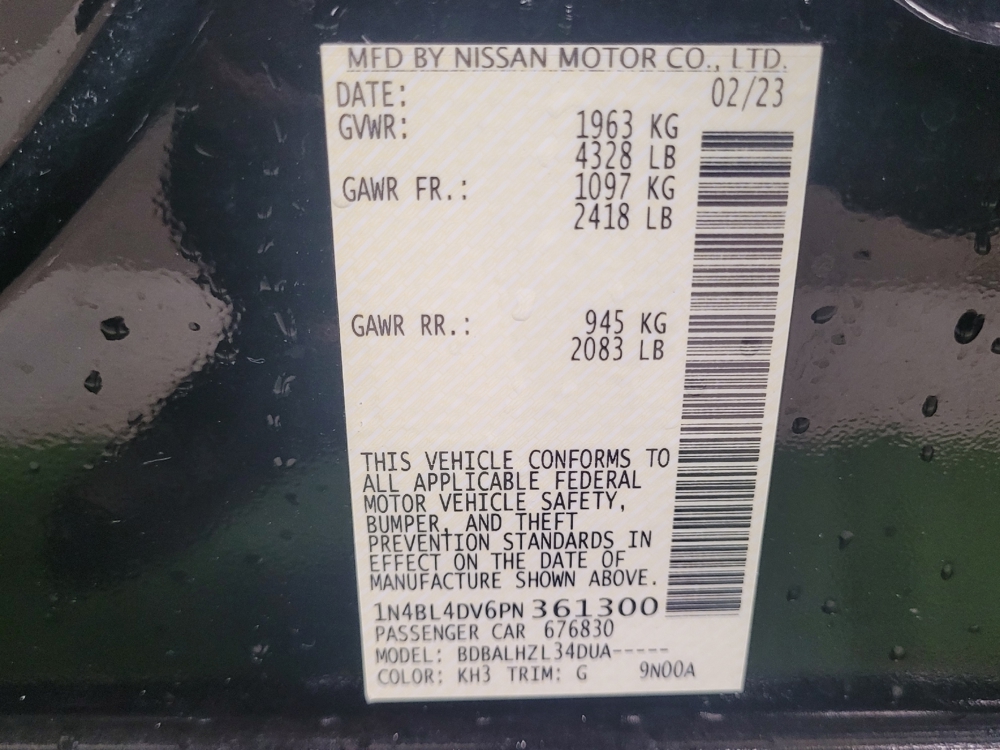 MFD BY NISSAN MOTOR CO., LTD.
DATE: 02/23
GVWR: 1963 KG
4328 LB
GAWR FR.: 1097 KG
2418 LB
GAWR RR.: 945 KG
2083 LB
THIS VEHICLE CONFORMS TO
ALL APPLICABLE FEDERAL
MOTOR VEHICLE SAFETY,
BUMPER, AND THEFT
PREVENTION STANDARDS IN
EFFECT ON THE DATE OF
MANUFACTURE SHOWN ABOVE.
1N4BL4DV6PN 361300
PASSENGER CAR 676830
MODEL: BDBALHZL34DUA-----
COLOR: KH3 TRIM: G 9N00A